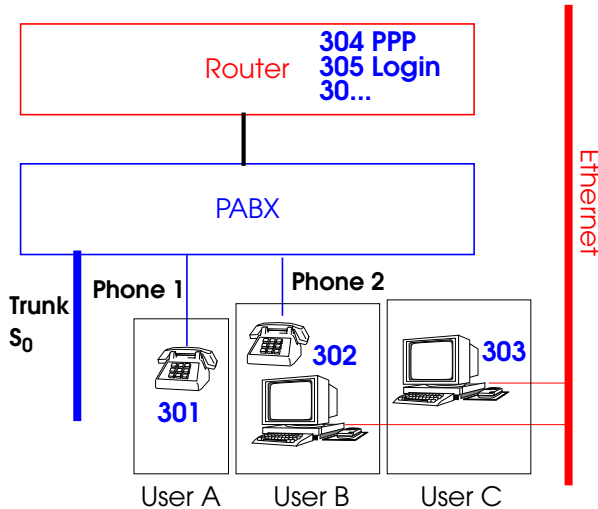 Router
304 PPP
305 Login
30...
Ethernet
PABX
Trunk
S0
Phone 1
Phone 2
301
302
303
User A
User B
User C